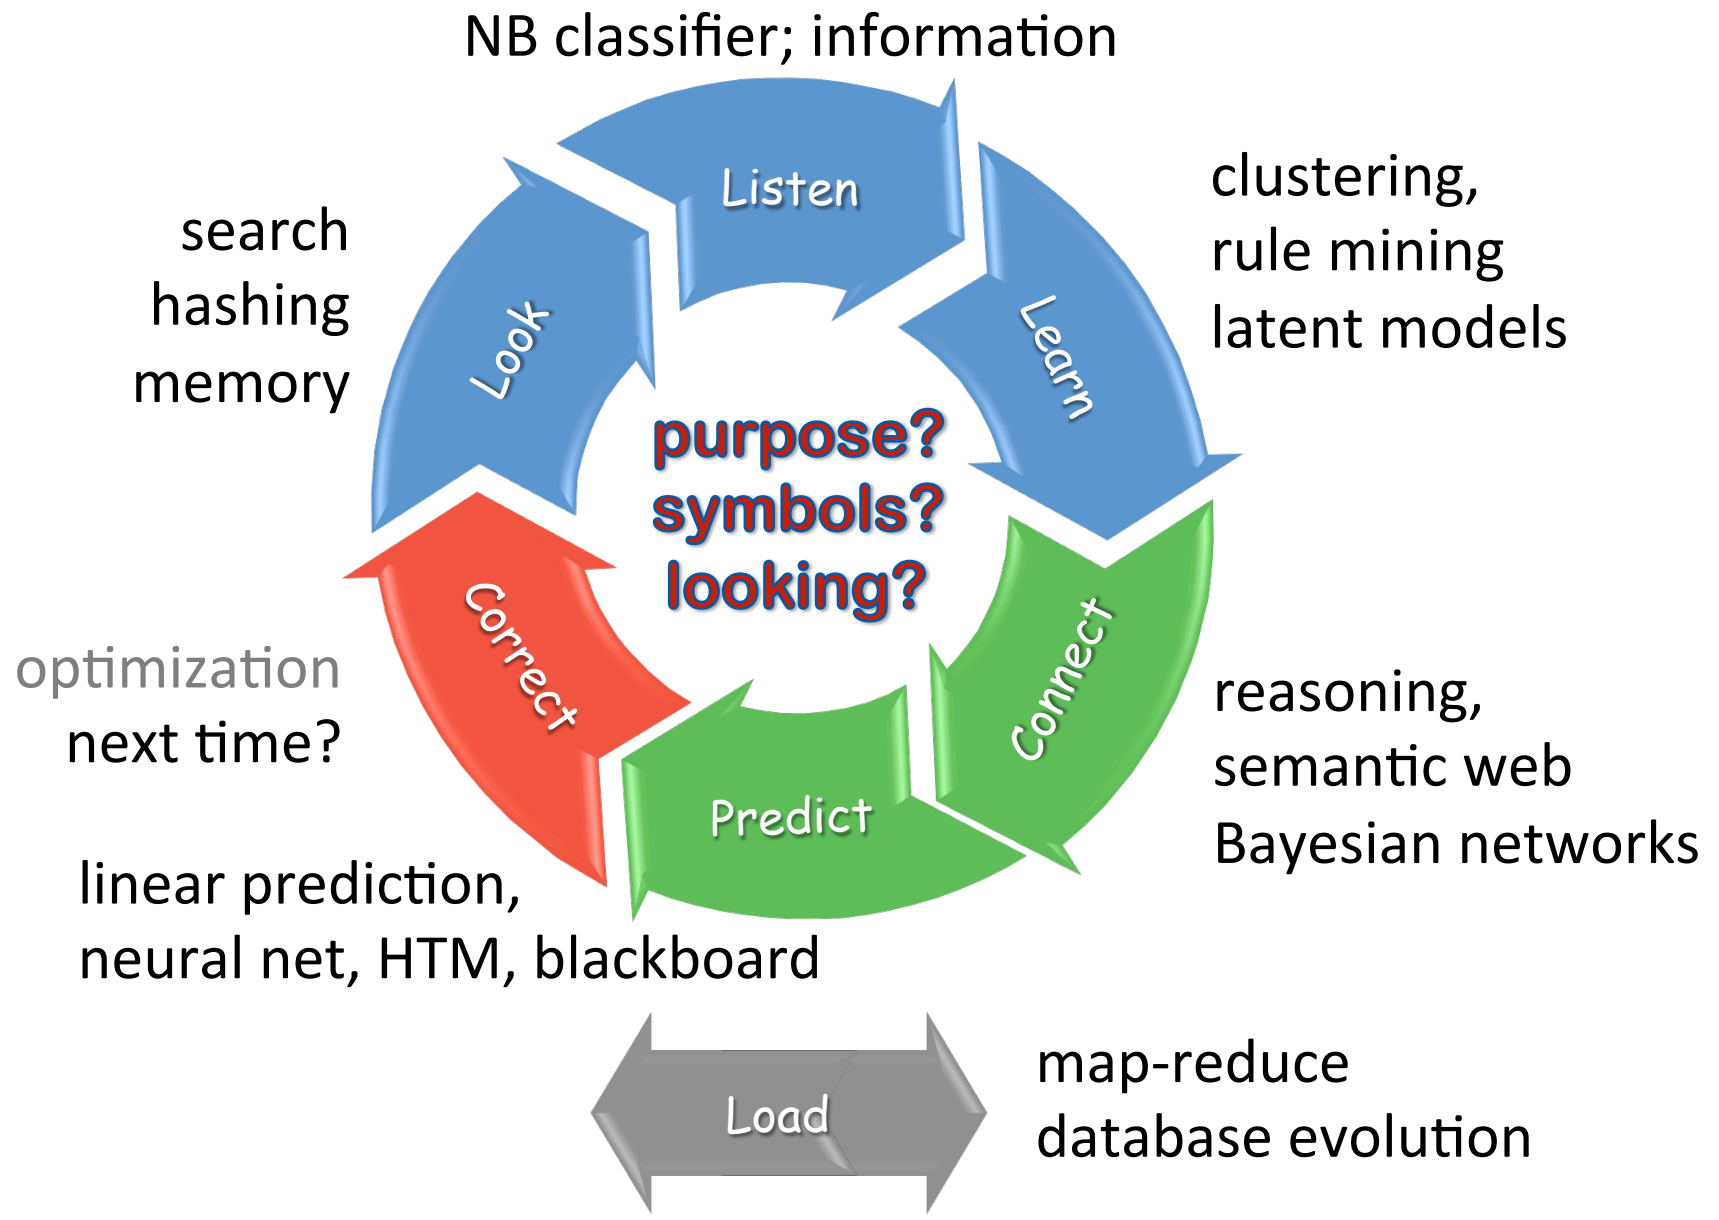 NB classifier; information
Listen
search
hashing
memory
Look
clustering,
rule mining
latent models
Learn
purpose?
symbols?
looking?
Correct
optimization
next time?
Connect
reasoning,
semantic web
Bayesian networks
Predict
linear prediction,
neural net, HTM, blackboard
Load
map-reduce
database evolution